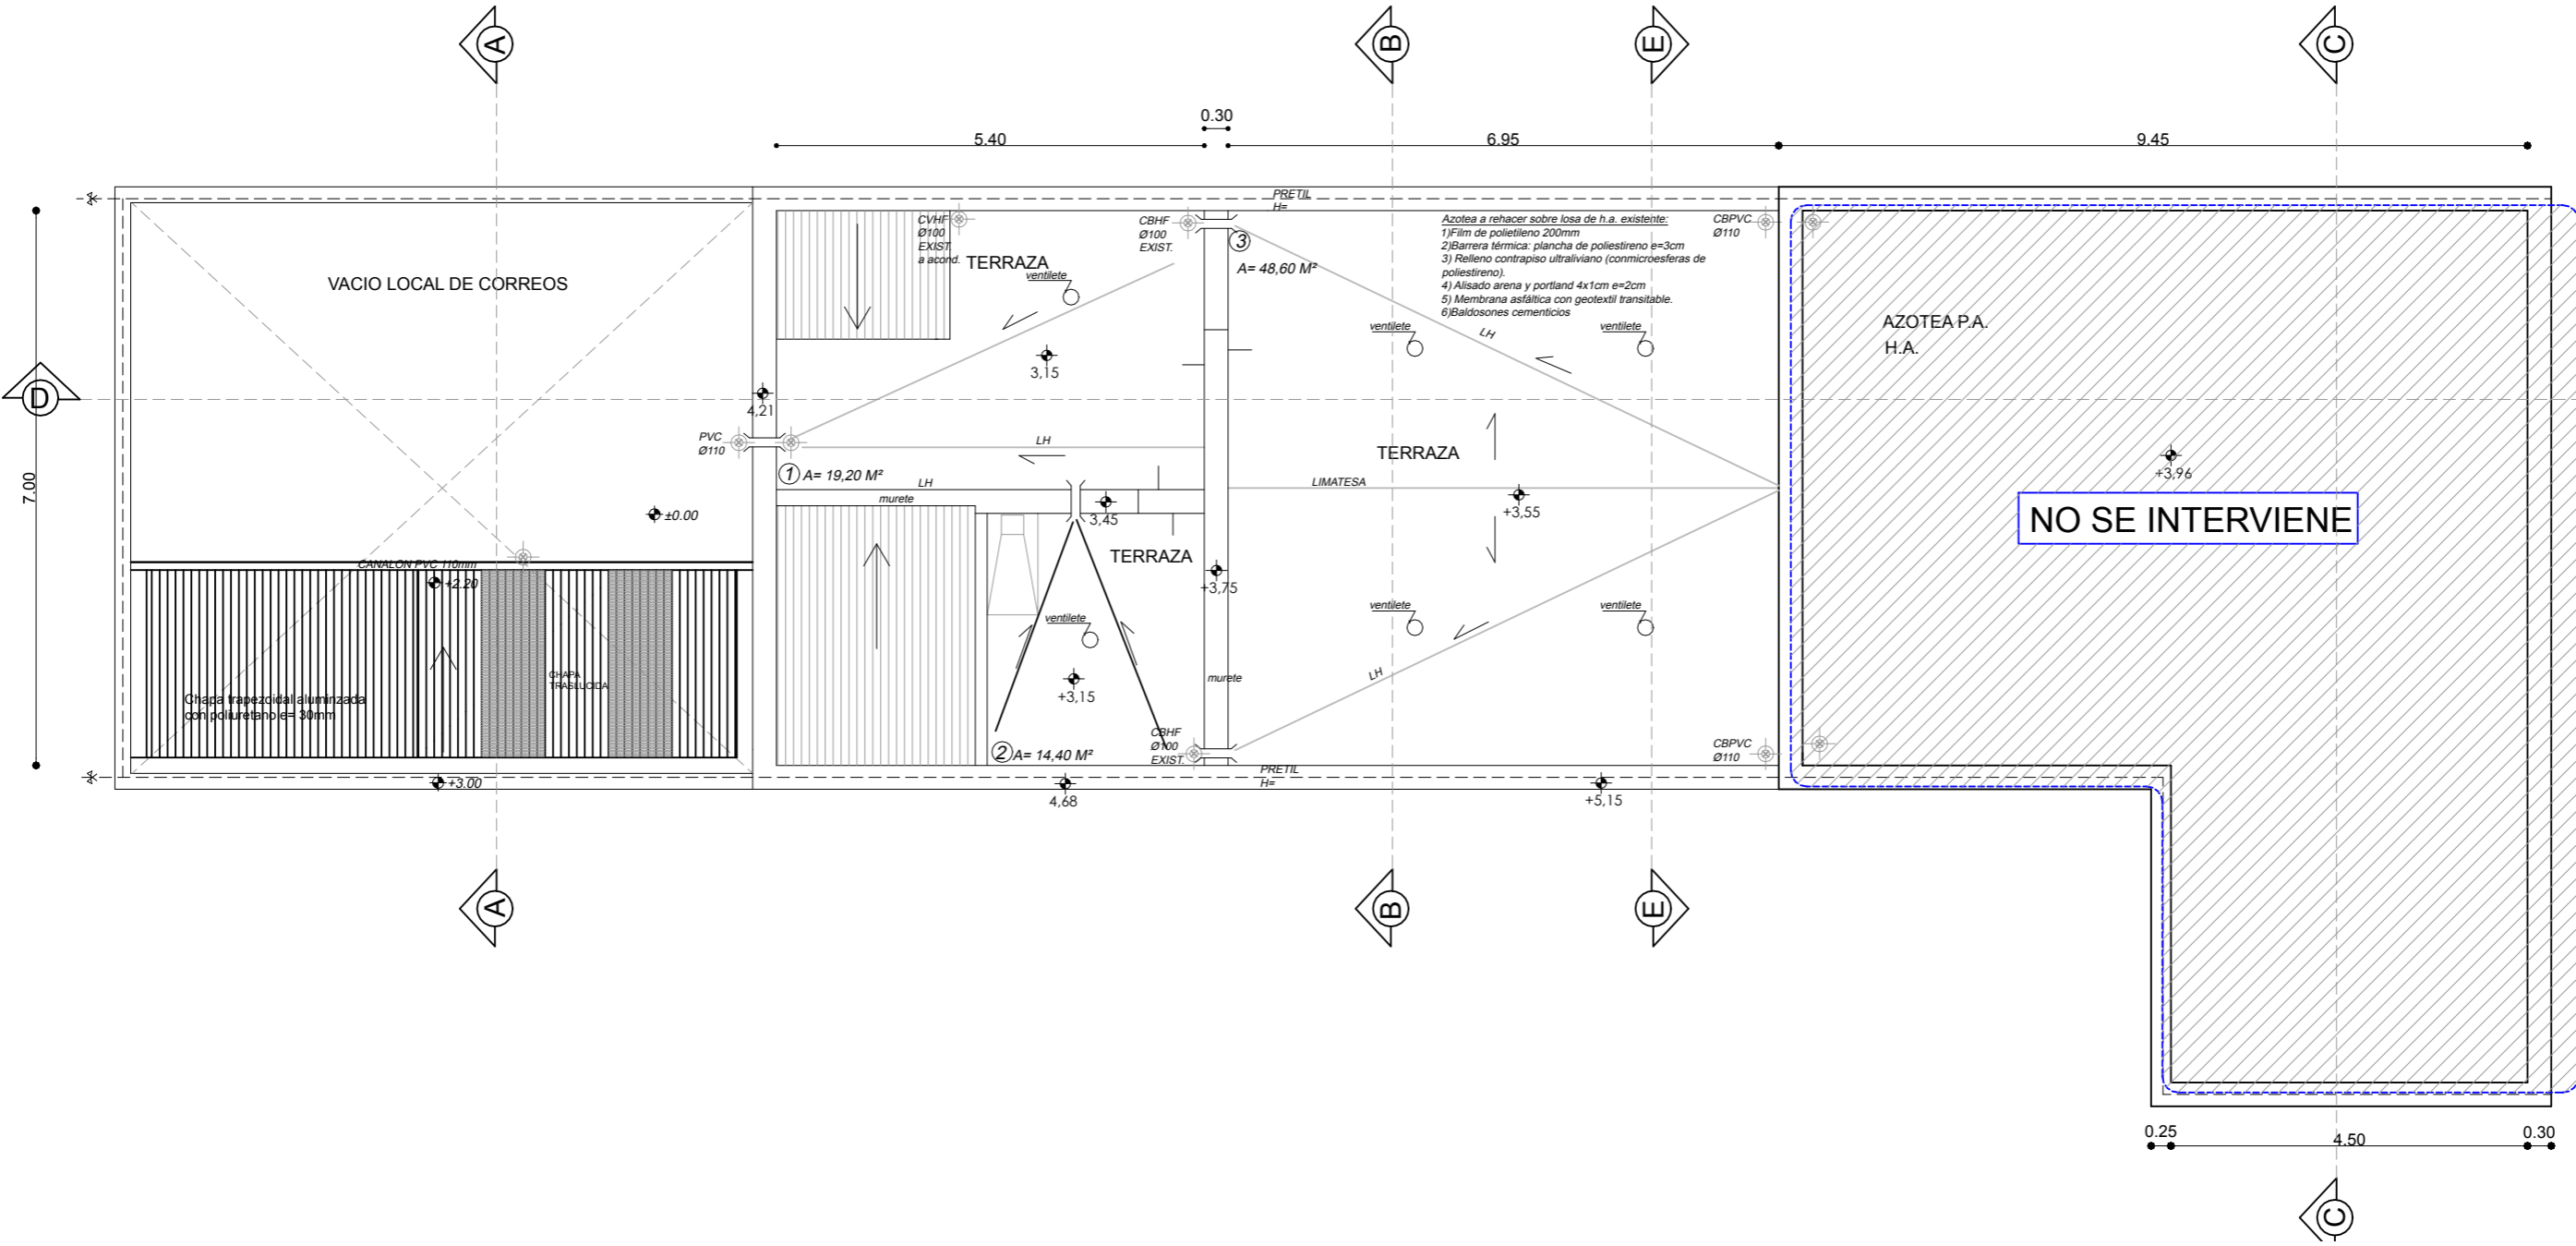 A
B
E
C
0.30
5.40
6.95
9.45
PRETIL
H=
CVHF
Ø100
EXIST.
a acond.
TERRAZA
ventilete
CBHF
Ø100
EXIST.
3
A= 48,60 M²
Azotea a rehacer sobre losa de h.a. existente:
1)Film de polietileno 200mm
2)Barrera térmica: plancha de poliestireno e=3cm
3) Relleno contrapiso ultraliviano (conmicroesferas de
poliestireno).
4) Alisado arena y portland 4x1cm e=2cm
5) Membrana asfáltica con geotextil transitable.
6)Baldosones cementicios
CBPVC
Ø110
VACIO LOCAL DE CORREOS
AZOTEA P.A.
H.A.
ventilete
LH
ventilete
3,15
D
4,21
PVC
Ø110
LH
TERRAZA
+3,96
7.00
1
A= 19,20 M²
LH
LIMATESA
murete
3,45
+3,55
NO SE INTERVIENE
±0.00
TERRAZA
CANALON PVC 110mm
+2.20
+3,75
ventilete
ventilete
ventilete
CHAPA
TRASLUCIDA
LH
murete
Chapa trapezoidal aluminzada
con poliuretano e= 30mm
+3,15
CBHF
Ø100
EXIST.
2
A= 14,40 M²
CBPVC
Ø110
PRETIL
H=
+3.00
4,68
+5,15
A
B
E
0.25
4.50
0.30
C